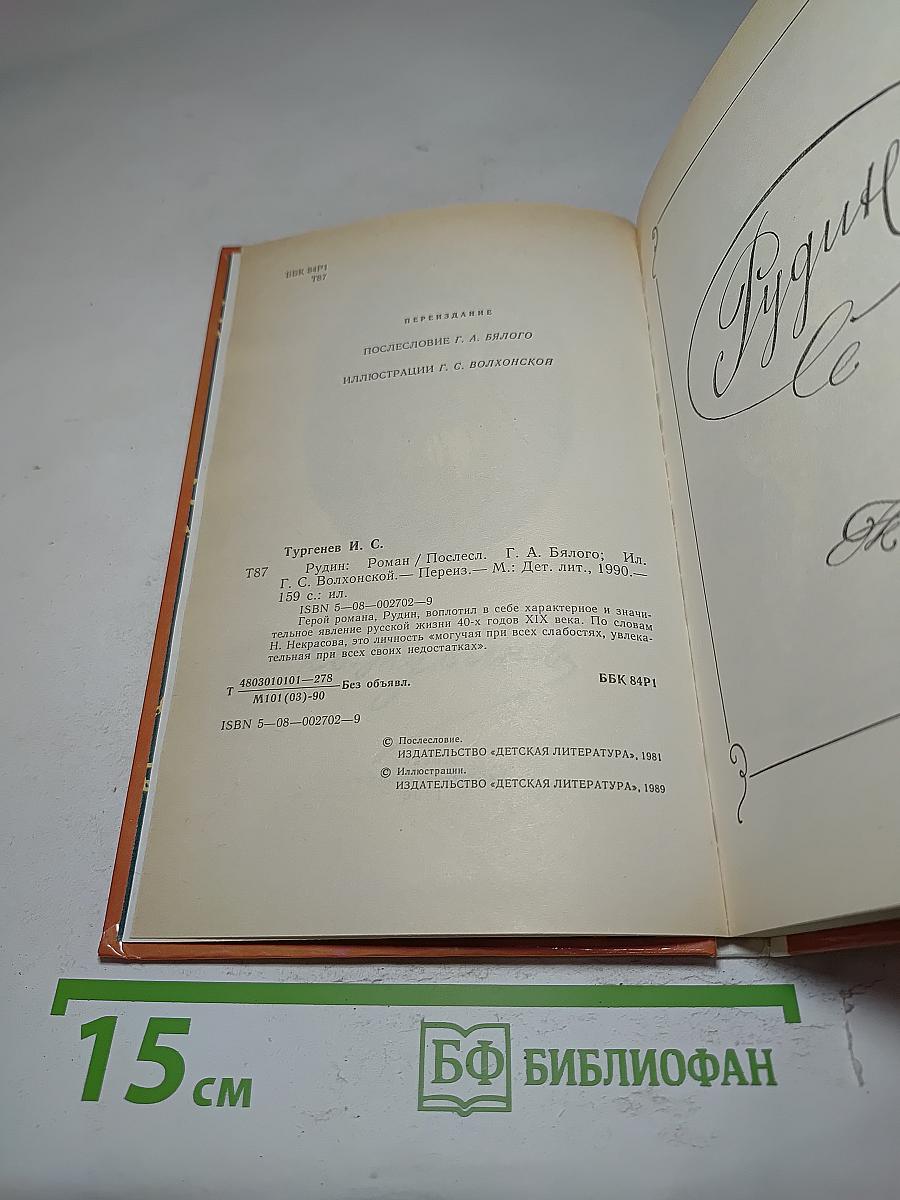 ББК 84Р1
Т87
ПЕРЕИЗДАНИЕ
ПОСЛЕСЛОВИЕ Г. А. БЯЛОГО
ИЛЛЮСТРАЦИИ Г. С. ВОЛХОНСКОЙ
Тургенев И. С.
Т87 Рудин: Роман / Послесл. Г. А. Бялого; Ил.
Г. С. Волхонской.— Переиз.— М.: Дет. лит., 1990.—
159 с.: ил.
ISBN 5—08—002702—9
Герой романа, Рудин, воплотил в себе характерное и значи-
тельное явление русской жизни 40-х годов XIX века. По словам
Н. Некрасова, это личность «могучая при всех слабостях, увлека-
тельная при всех своих недостатках».
Т 4803010101—278 Без объявл. ББК 84Р1
М101(03)-90
ISBN 5—08—002702—9
© Послесловие.
ИЗДАТЕЛЬСТВО «ДЕТСКАЯ ЛИТЕРАТУРА», 1981
© Иллюстрации.
ИЗДАТЕЛЬСТВО «ДЕТСКАЯ ЛИТЕРАТУРА», 1989
Рудин
15 см
БФ БИБЛИОФАН